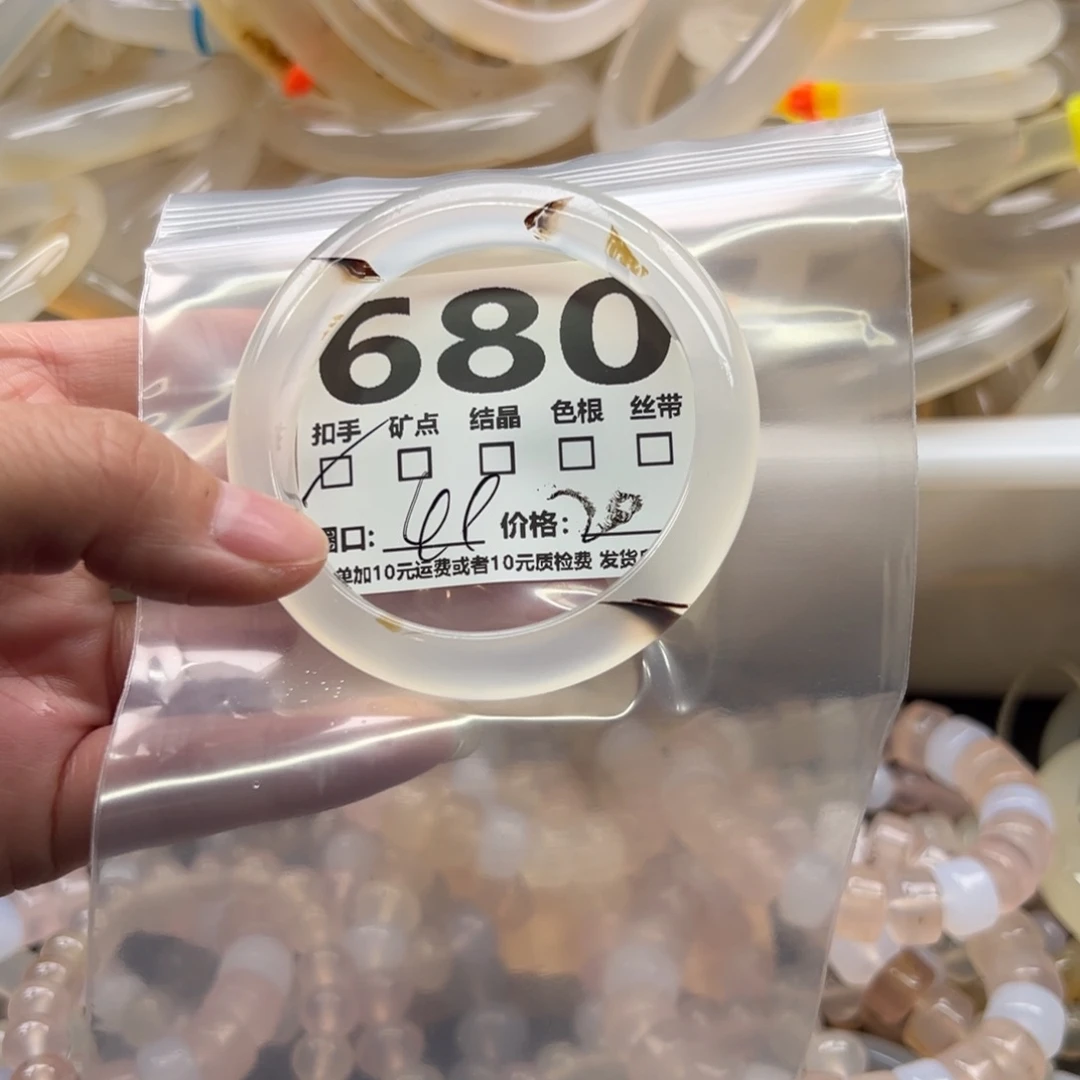 680
扣手 矿点 结晶 色根 丝带
圈口: 价格:
单加10元运费或者10元质检费 发货